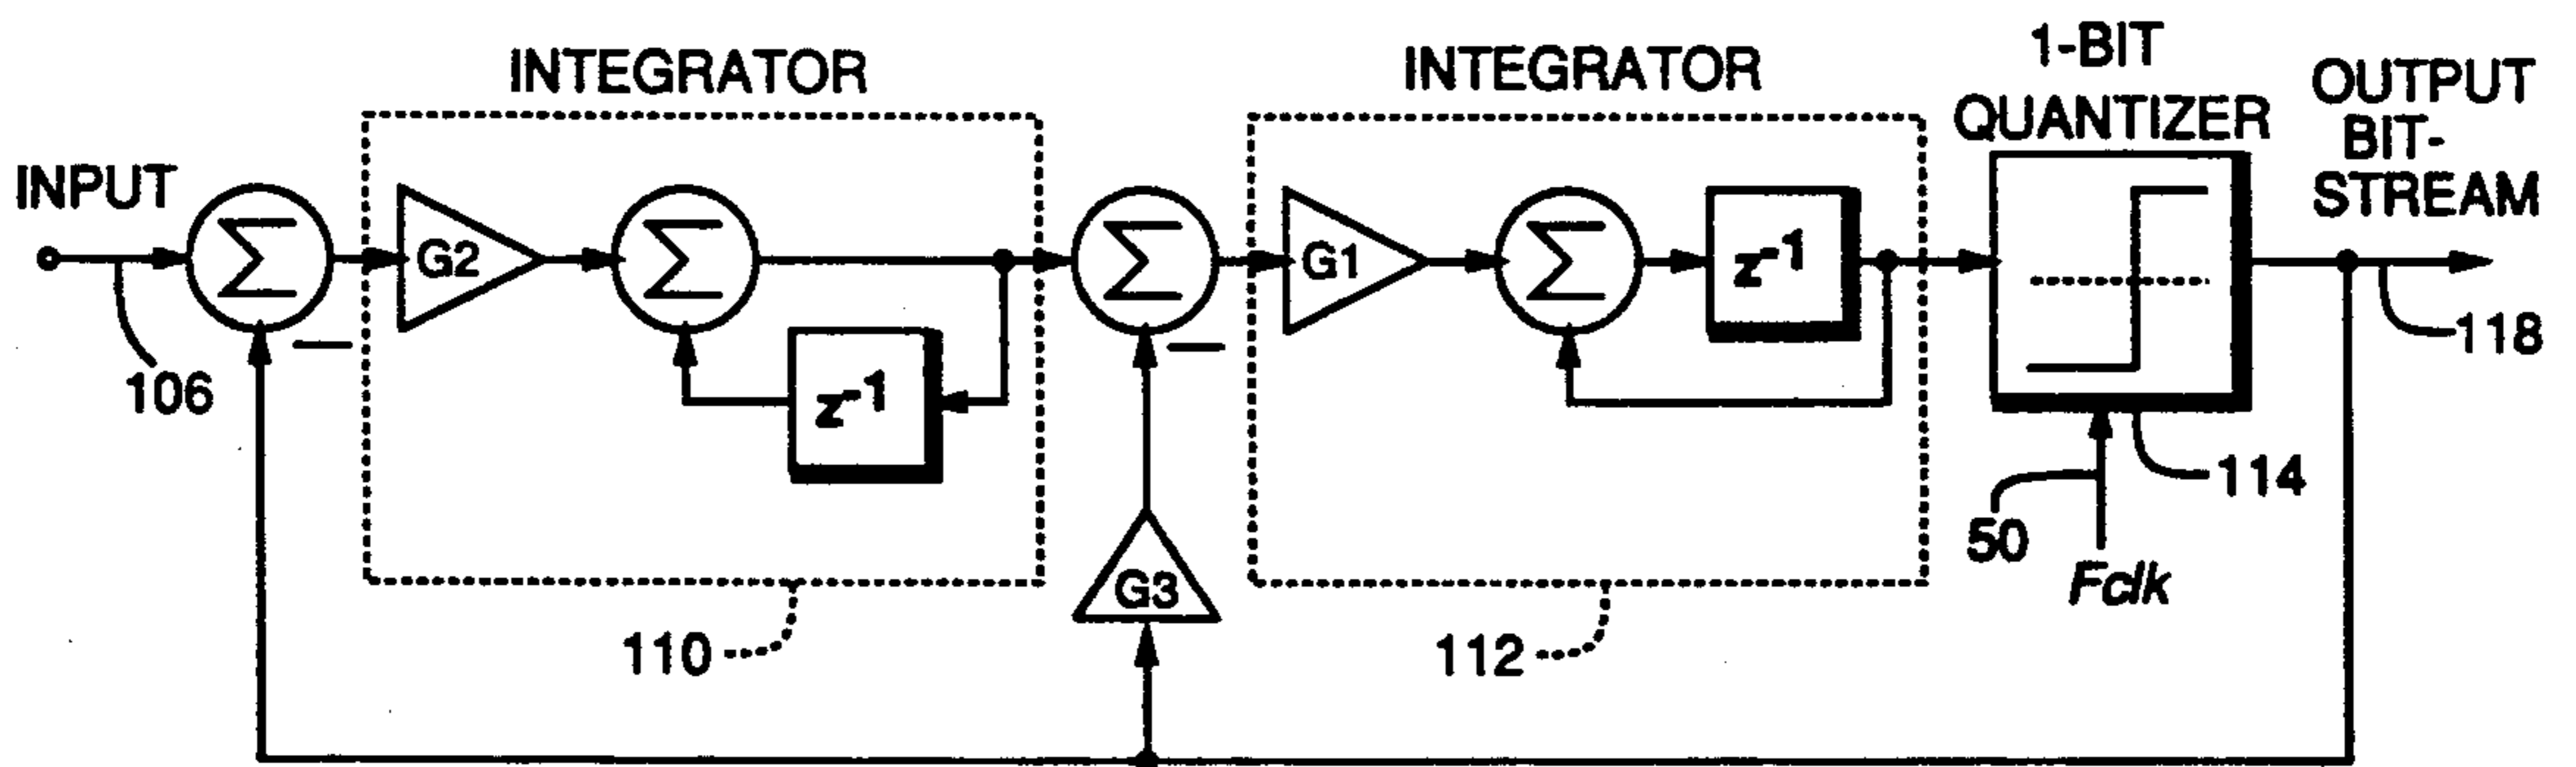 INPUT
106
Σ
INTEGRATOR
G2
Σ
z⁻¹
110
Σ
G3
INTEGRATOR
G1
Σ
z⁻¹
112
1-BIT
QUANTIZER
114
50
Fclk
OUTPUT
BIT-
STREAM
118